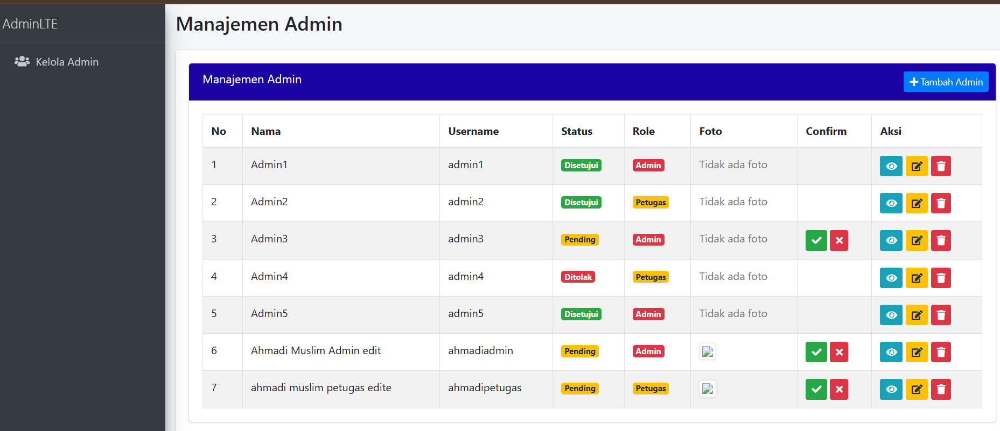 AdminLTE
Kelola Admin
Manajemen Admin
Manajemen Admin
Tambah Admin
No Nama Username Status Role Foto Confirm Aksi
1 Admin1 admin1 Disetujui Admin Tidak ada foto
2 Admin2 admin2 Disetujui Petugas Tidak ada foto
3 Admin3 admin3 Pending Admin Tidak ada foto
4 Admin4 admin4 Ditolak Petugas Tidak ada foto
5 Admin5 admin5 Disetujui Admin Tidak ada foto
6 Ahmadi Muslim Admin edit ahmadiadmin Pending Admin
7 ahmadi muslim petugas edite ahmadipetugas Pending Petugas